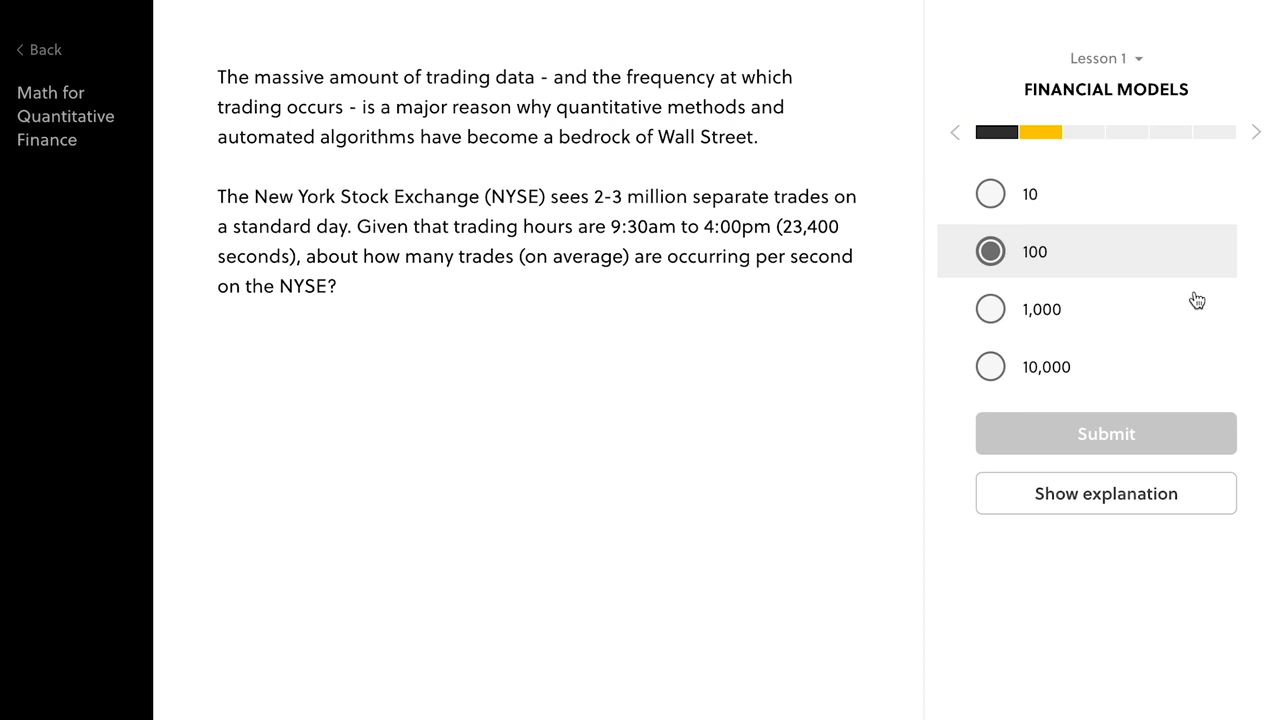 Back
Math for
Quantitative
Finance
The massive amount of trading data - and the frequency at which
trading occurs - is a major reason why quantitative methods and
automated algorithms have become a bedrock of Wall Street.
The New York Stock Exchange (NYSE) sees 2-3 million separate trades on
a standard day. Given that trading hours are 9:30am to 4:00pm (23,400
seconds), about how many trades (on average) are occurring per second
on the NYSE?
Lesson 1
FINANCIAL MODELS
10
100
1,000
10,000
Submit
Show explanation